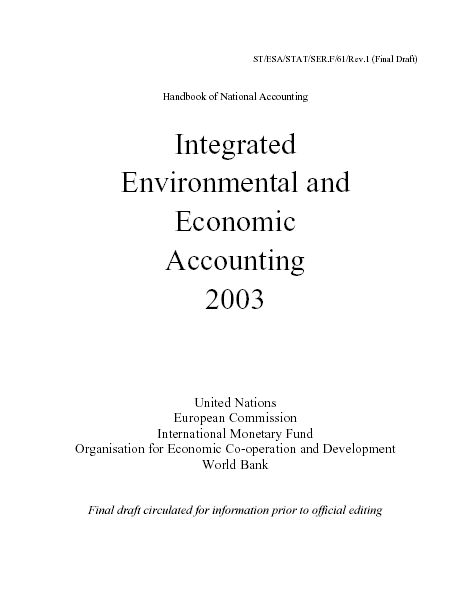 ST/ESA/STAT/SER.F/61/Rev.1 (Final Draft)
Handbook of National Accounting
Integrated
Environmental and
Economic
Accounting
2003
United Nations
European Commission
International Monetary Fund
Organisation for Economic Co-operation and Development
World Bank
Final draft circulated for information prior to official editing